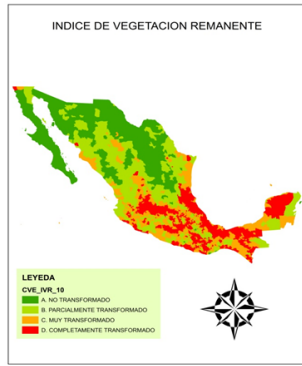 INDICE DE VEGETACION REMANENTE
LEYEDA
CVE_IVR_10
A. NO TRANSFORMADO
B. PARCIALMENTE TRANSFORMADO
C. MUY TRANSFORMADO
D. COMPLETAMENTE TRANSFORMADO